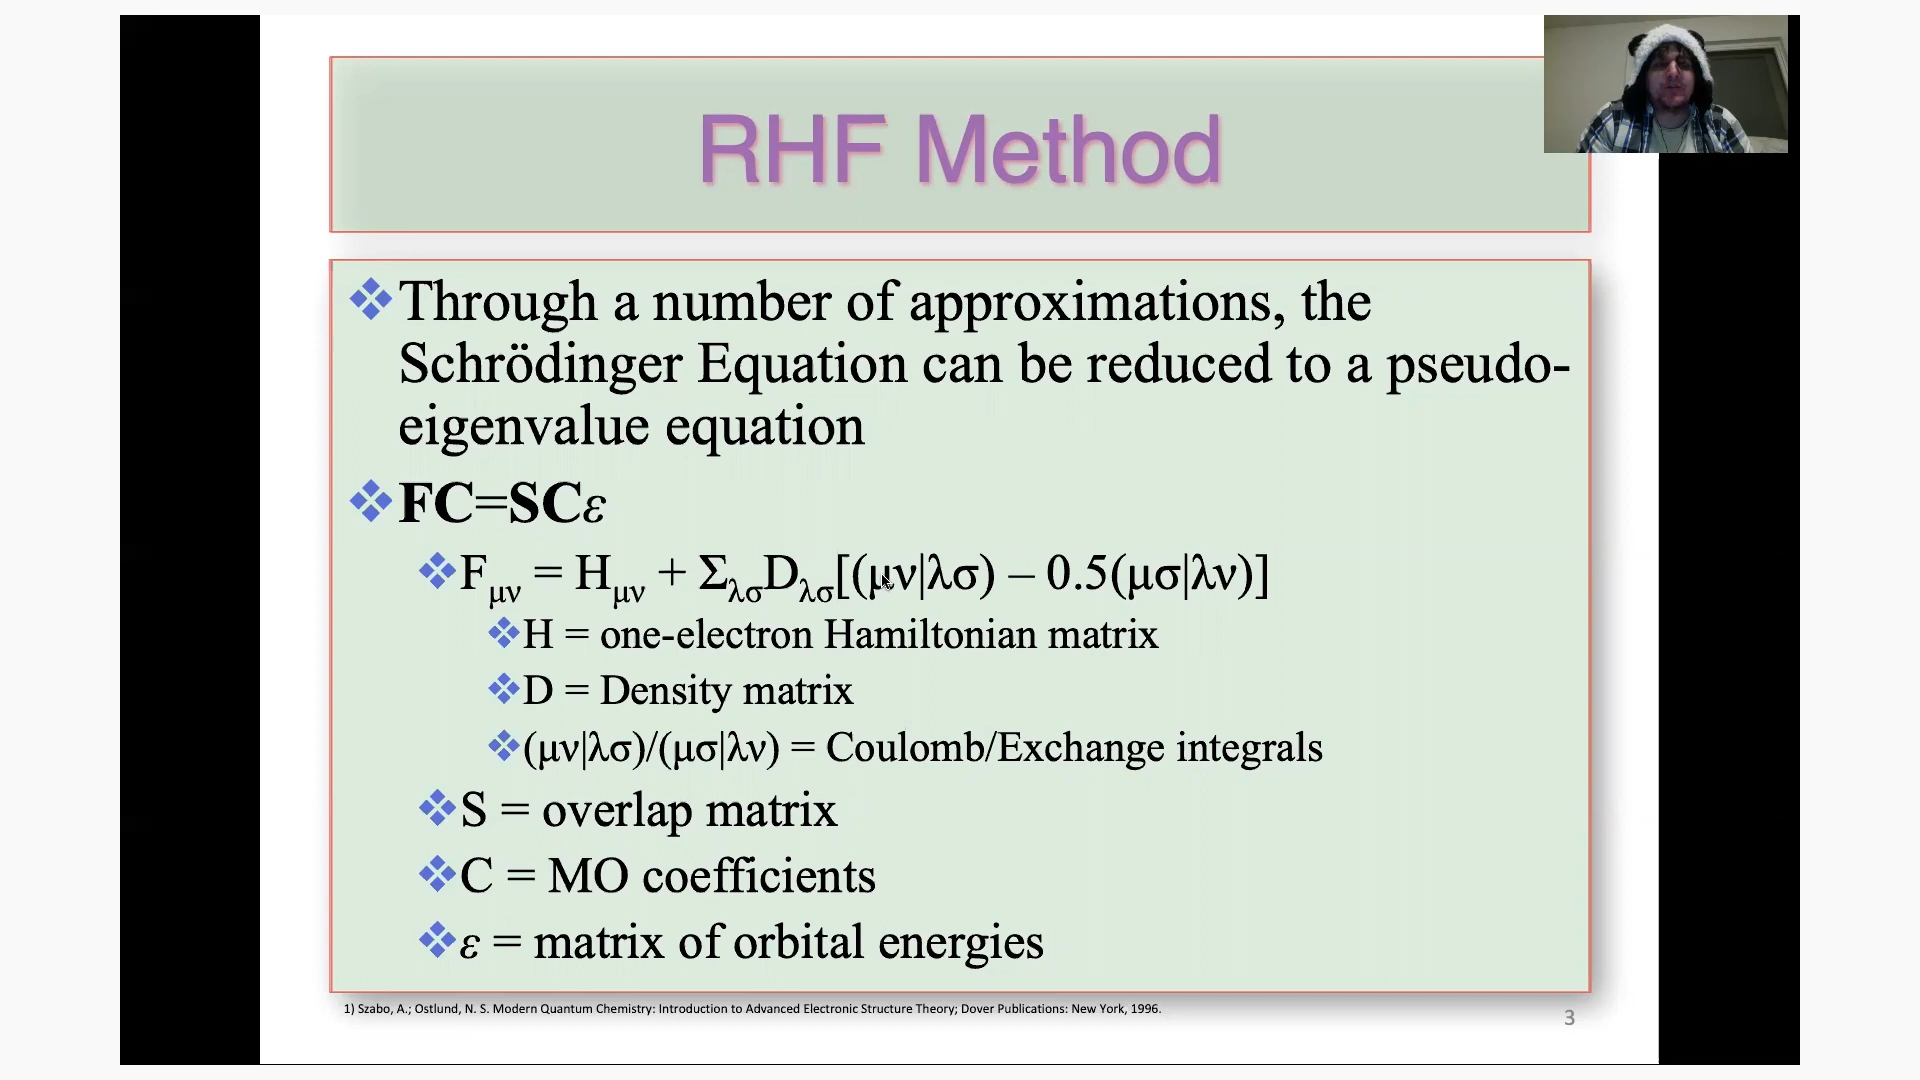 RHF Method
Through a number of approximations, the
Schrödinger Equation can be reduced to a pseudo-
eigenvalue equation
FC=SCε
Fμν = Hμν + ΣλσDλσ[(μν|λσ) – 0.5(μσ|λν)]
H = one-electron Hamiltonian matrix
D = Density matrix
(μν|λσ)/(μσ|λν) = Coulomb/Exchange integrals
S = overlap matrix
C = MO coefficients
ε = matrix of orbital energies
1) Szabo, A.; Ostlund, N. S. Modern Quantum Chemistry: Introduction to Advanced Electronic Structure Theory; Dover Publications: New York, 1996.
3